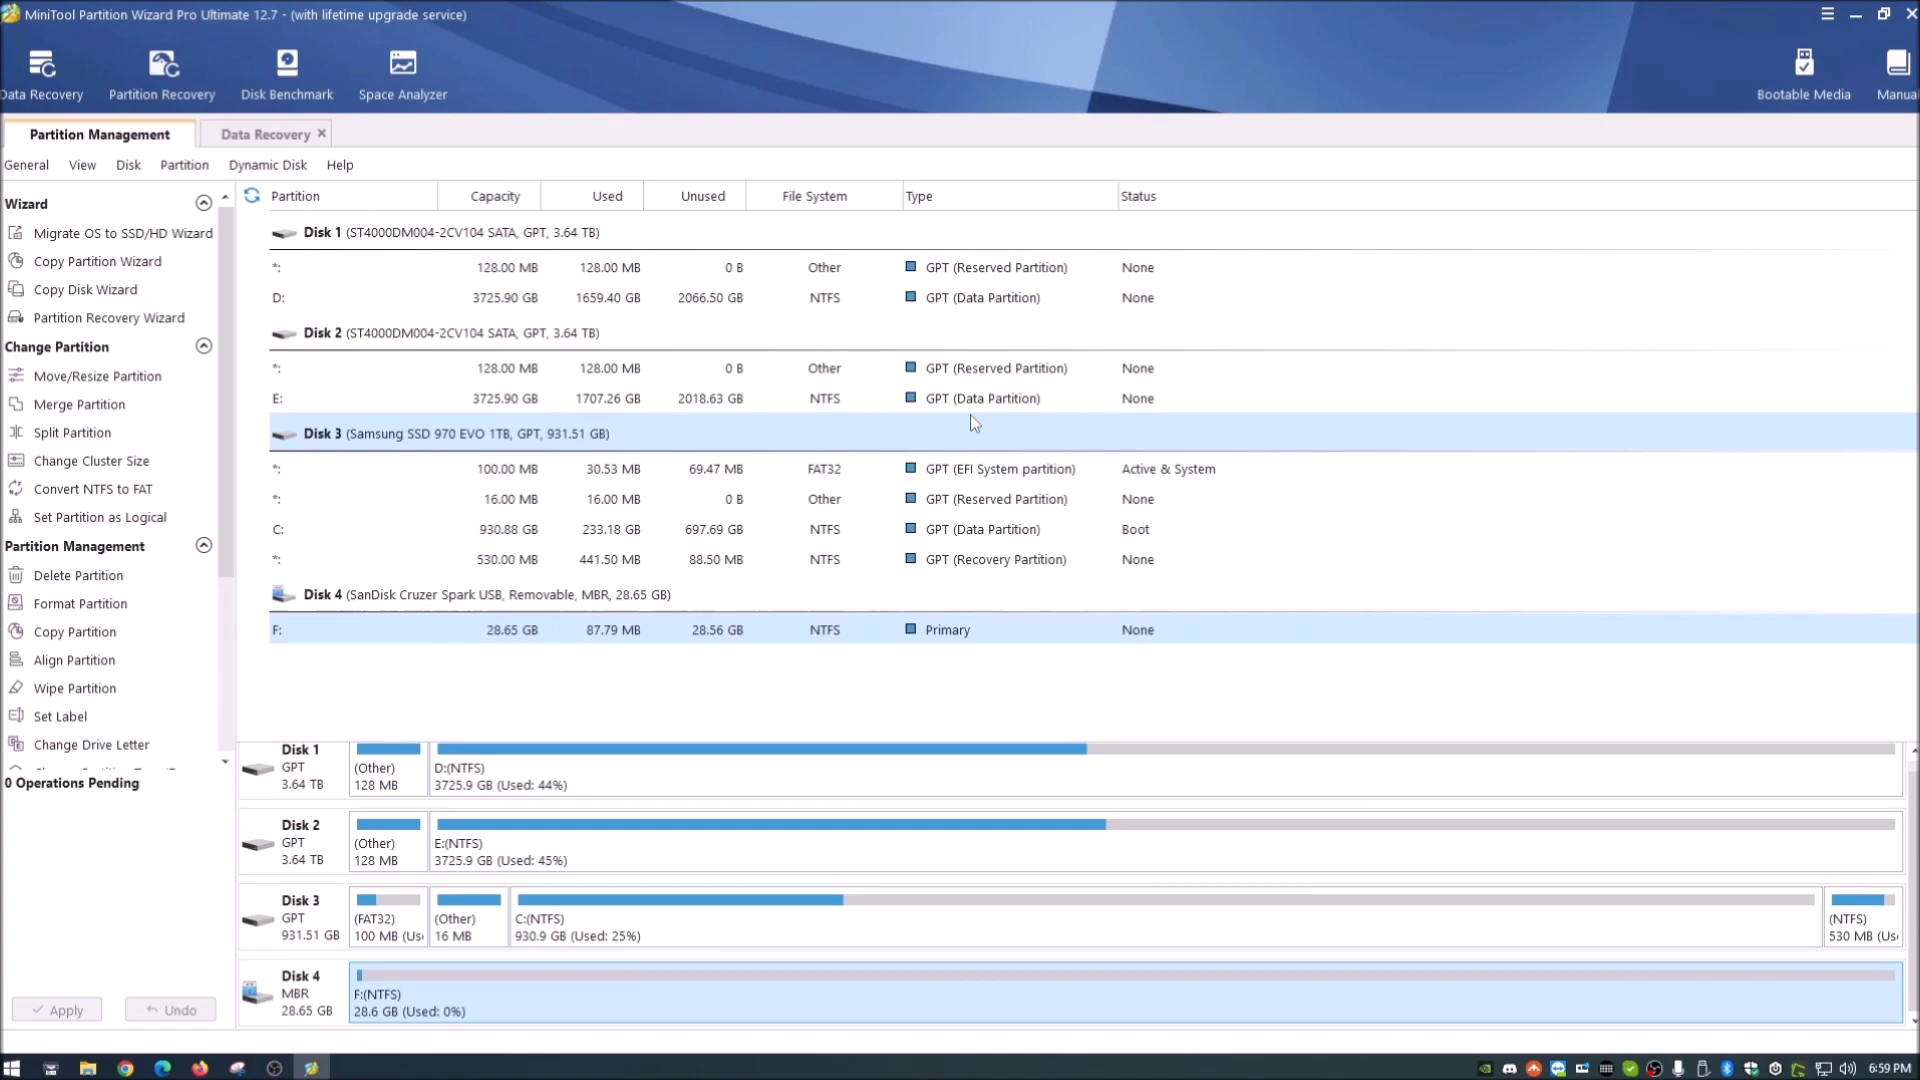 MiniTool Partition Wizard Pro Ultimate 12.7 - (with lifetime upgrade service)
Data Recovery Partition Recovery Disk Benchmark Space Analyzer Bootable Media Manua
Partition Management Data Recovery
General View Disk Partition Dynamic Disk Help
Wizard
Migrate OS to SSD/HD Wizard
Copy Partition Wizard
Copy Disk Wizard
Partition Recovery Wizard
Change Partition
Move/Resize Partition
Merge Partition
Split Partition
Change Cluster Size
Convert NTFS to FAT
Set Partition as Logical
Partition Management
Delete Partition
Format Partition
Copy Partition
Align Partition
Wipe Partition
Set Label
Change Drive Letter
0 Operations Pending
Apply Undo
Partition Capacity Used Unused File System Type Status
Disk 1 (ST4000DM004-2CV104 SATA, GPT, 3.64 TB)
*: 128.00 MB 128.00 MB 0 B Other GPT (Reserved Partition) None
D: 3725.90 GB 1659.40 GB 2066.50 GB NTFS GPT (Data Partition) None
Disk 2 (ST4000DM004-2CV104 SATA, GPT, 3.64 TB)
*: 128.00 MB 128.00 MB 0 B Other GPT (Reserved Partition) None
E: 3725.90 GB 1707.26 GB 2018.63 GB NTFS GPT (Data Partition) None
Disk 3 (Samsung SSD 970 EVO 1TB, GPT, 931.51 GB)
*: 100.00 MB 30.53 MB 69.47 MB FAT32 GPT (EFI System partition) Active & System
*: 16.00 MB 16.00 MB 0 B Other GPT (Reserved Partition) None
C: 930.88 GB 233.18 GB 697.69 GB NTFS GPT (Data Partition) Boot
*: 530.00 MB 441.50 MB 88.50 MB NTFS GPT (Recovery Partition) None
Disk 4 (SanDisk Cruzer Spark USB, Removable, MBR, 28.65 GB)
F: 28.65 GB 87.79 MB 28.56 GB NTFS Primary None
Disk 1
GPT (Other) D:(NTFS)
3.64 TB 128 MB 3725.9 GB (Used: 44%)
Disk 2
GPT (Other) E:(NTFS)
3.64 TB 128 MB 3725.9 GB (Used: 45%)
Disk 3
GPT (FAT32) (Other) C:(NTFS) (NTFS)
931.51 GB 100 MB (Us 16 MB 930.9 GB (Used: 25%) 530 MB (Us
Disk 4
MBR F:(NTFS)
28.65 GB 28.6 GB (Used: 0%)
6:59 PM